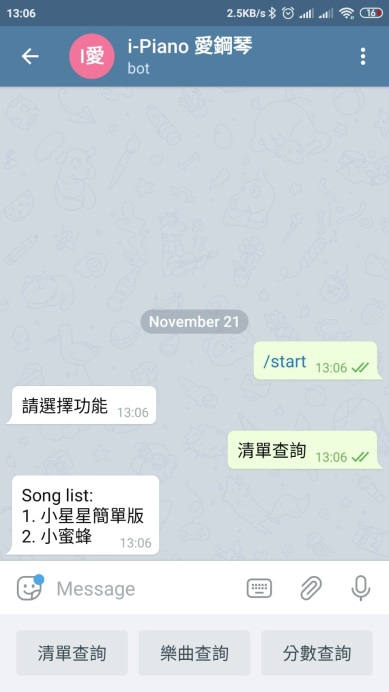 13:06
2.5KB/s
16
I愛
i-Piano 愛鋼琴
bot
November 21
/start 13:06
請選擇功能 13:06
清單查詢 13:06
Song list:
1. 小星星簡單版
2. 小蜜蜂 13:06
Message
清單查詢 樂曲查詢 分數查詢